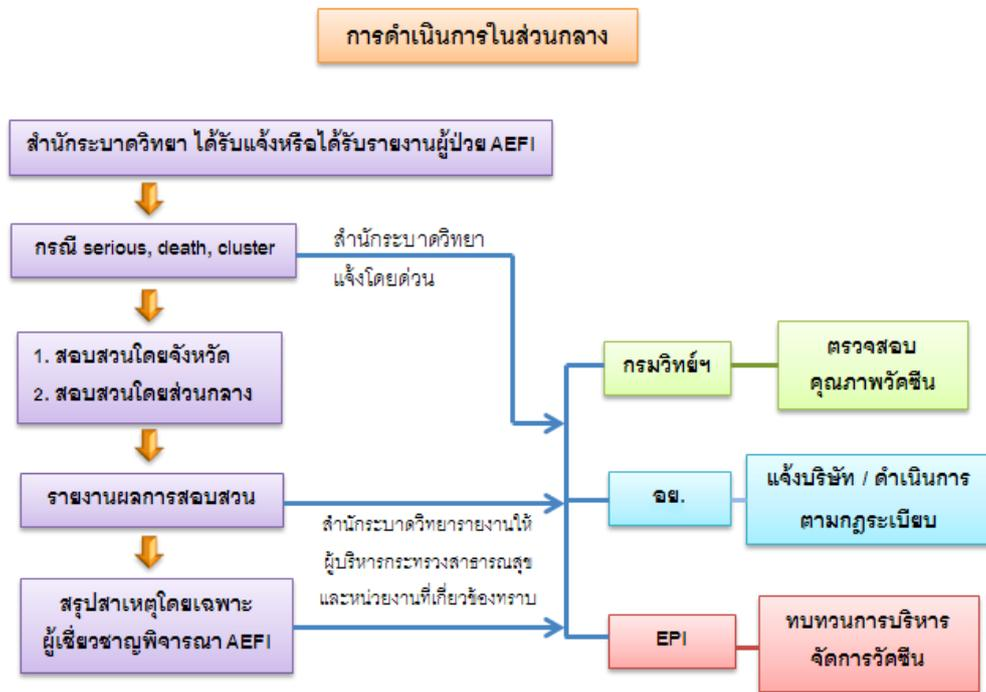 การดำเนินการในส่วนกลาง
สำนักระบาดวิทยา ได้รับแจ้งหรือได้รับรายงานผู้ป่วย AEFI
กรณี serious, death, cluster
สำนักระบาดวิทยา
แจ้งโดยด่วน
1. สอบสวนโดยจังหวัด
2. สอบสวนโดยส่วนกลาง
รายงานผลการสอบสวน
สำนักระบาดวิทยารายงานให้
ผู้บริหารกระทรวงสาธารณสุข
และหน่วยงานที่เกี่ยวข้องทราบ
สรุปสาเหตุโดยเฉพาะ
ผู้เชี่ยวชาญพิจารณา AEFI
กรมวิทย์ฯ
ตรวจสอบ
คุณภาพวัคซีน
อย.
แจ้งบริษัท / ดำเนินการ
ตามกฎระเบียบ
EPI
ทบทวนการบริหาร
จัดการวัคซีน